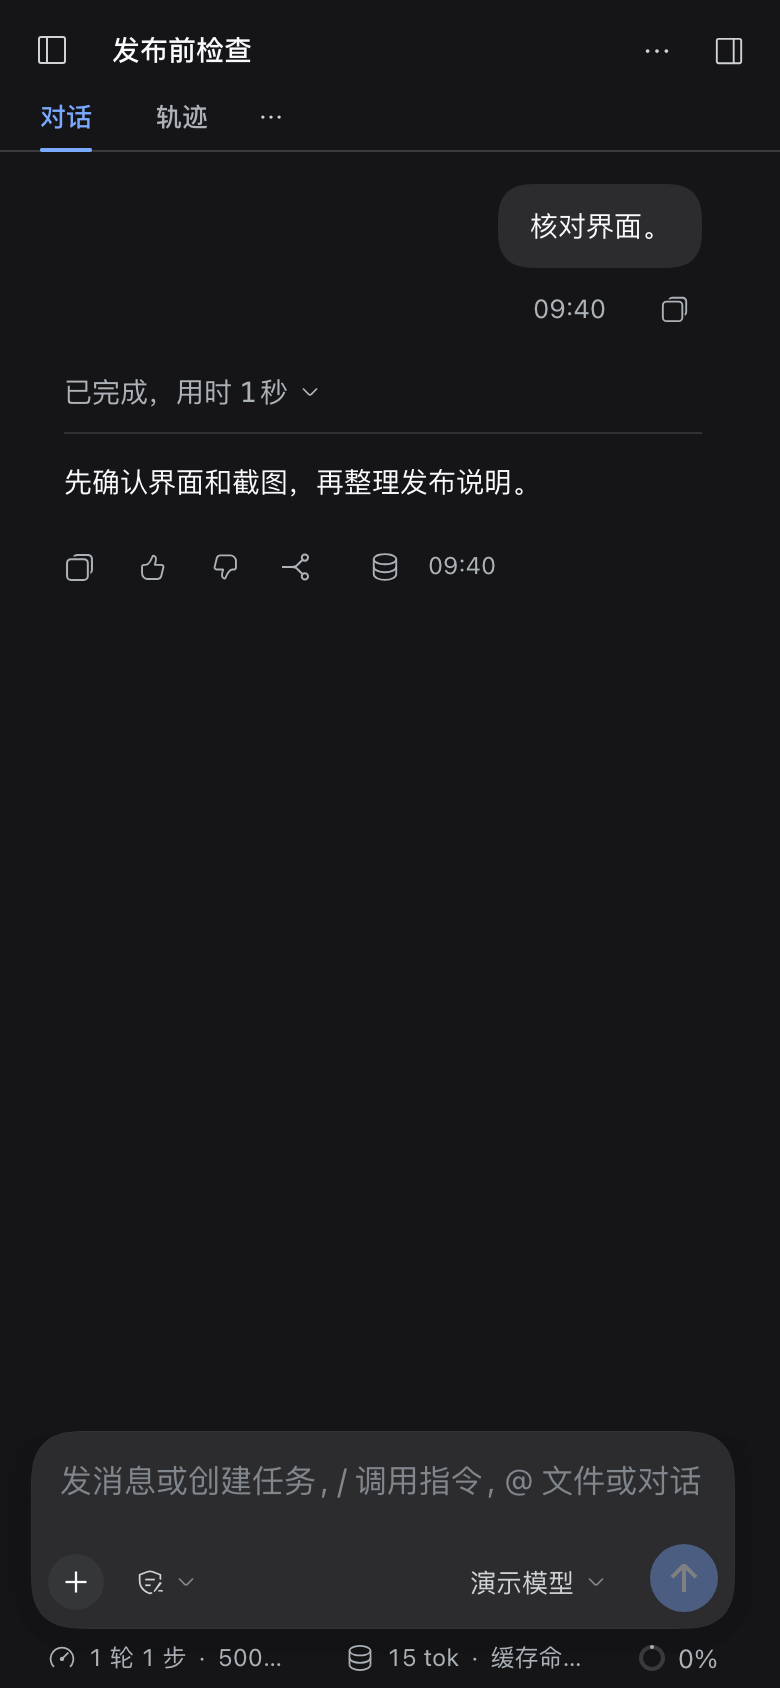 发布前检查
对话 轨迹
核对界面。
09:40
已完成，用时 1 秒
先确认界面和截图，再整理发布说明。
09:40
发消息或创建任务, / 调用指令, @ 文件或对话
演示模型
1 轮 1 步 · 500... 15 tok · 缓存命... 0%